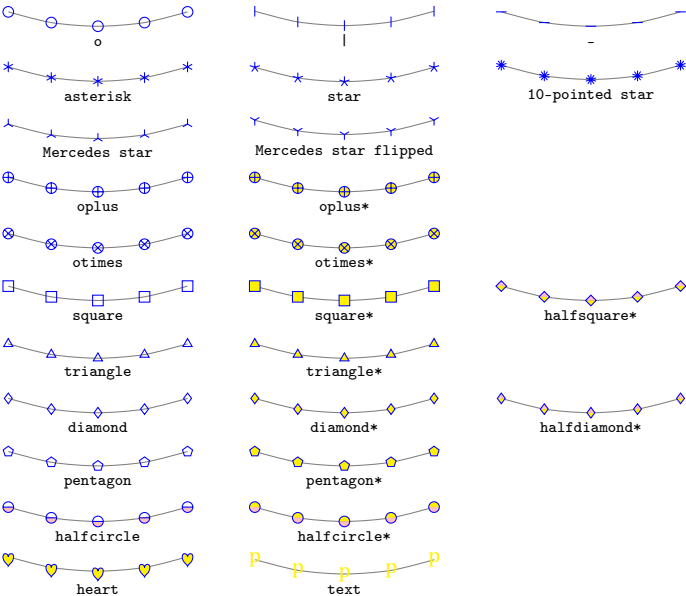 o | -
asterisk star 10-pointed star
Mercedes star Mercedes star flipped
oplus oplus*
otimes otimes*
square square* halfsquare*
triangle triangle*
diamond diamond* halfdiamond*
pentagon pentagon*
halfcircle halfcircle*
p p p p p
heart text